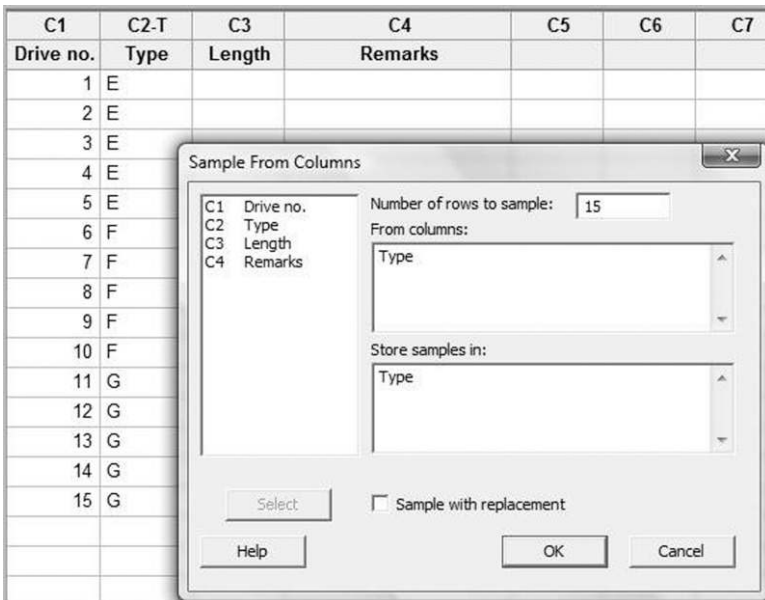 C1 C2-T C3 C4 C5 C6 C7
Drive no. Type Length Remarks
1 E
2 E
3 E
4 E
5 E
6 F
7 F
8 F
9 F
10 F
11 G
12 G
13 G
14 G
15 G
Sample From Columns
C1 Drive no.
C2 Type
C3 Length
C4 Remarks
Number of rows to sample: 15
From columns:
Type
Store samples in:
Type
Select
Sample with replacement
Help
OK
Cancel